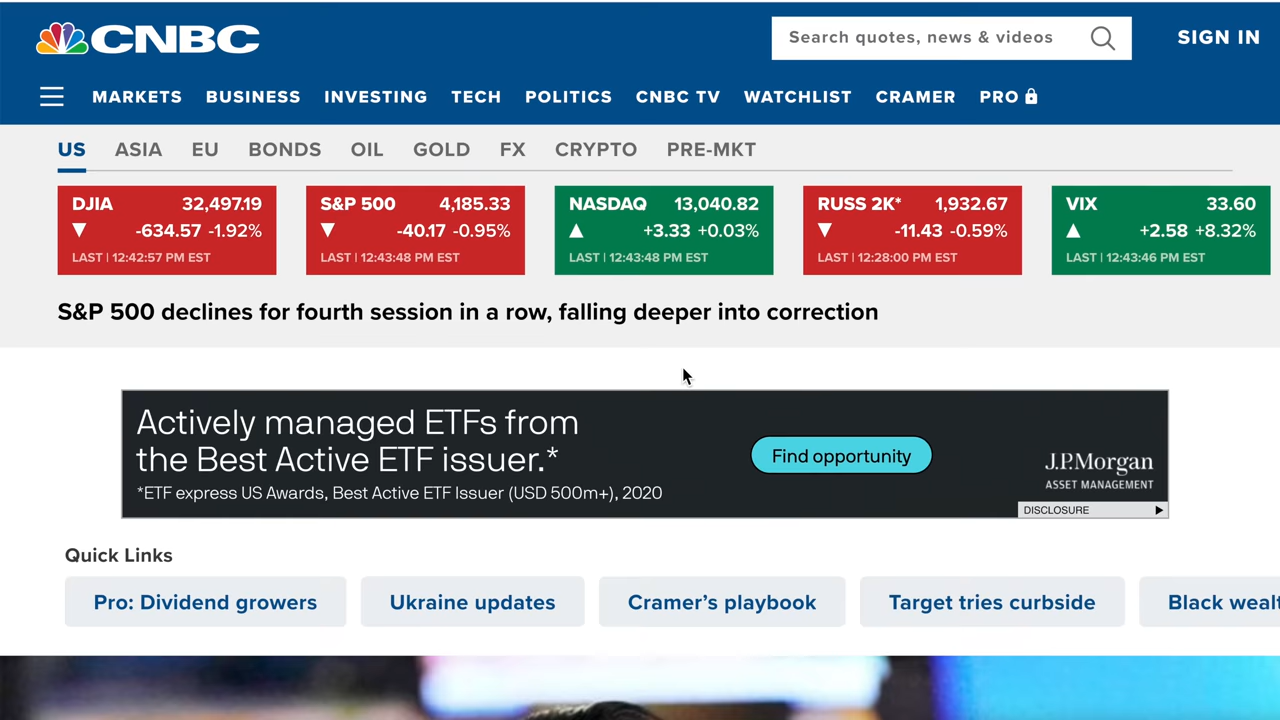 CNBC
Search quotes, news & videos
SIGN IN
MARKETS BUSINESS INVESTING TECH POLITICS CNBC TV WATCHLIST CRAMER PRO
US ASIA EU BONDS OIL GOLD FX CRYPTO PRE-MKT
DJIA 32,497.19
-634.57 -1.92%
LAST | 12:42:57 PM EST
S&P 500 4,185.33
-40.17 -0.95%
LAST | 12:43:48 PM EST
NASDAQ 13,040.82
+3.33 +0.03%
LAST | 12:43:48 PM EST
RUSS 2K* 1,932.67
-11.43 -0.59%
LAST | 12:28:00 PM EST
VIX 33.60
+2.58 +8.32%
LAST | 12:43:46 PM EST
S&P 500 declines for fourth session in a row, falling deeper into correction
Actively managed ETFs from
the Best Active ETF issuer.*
*ETF express US Awards, Best Active ETF Issuer (USD 500m+), 2020
Find opportunity
J.P.Morgan
ASSET MANAGEMENT
DISCLOSURE
Quick Links
Pro: Dividend growers
Ukraine updates
Cramer’s playbook
Target tries curbside
Black wealt